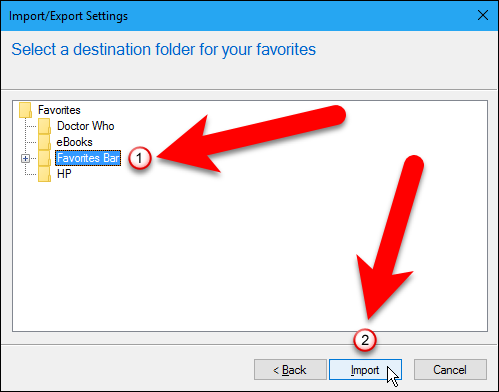 Import/Export Settings
Select a destination folder for your favorites
Favorites
Doctor Who
eBooks
Favorites Bar
1
HP
2
< Back
Import
Cancel